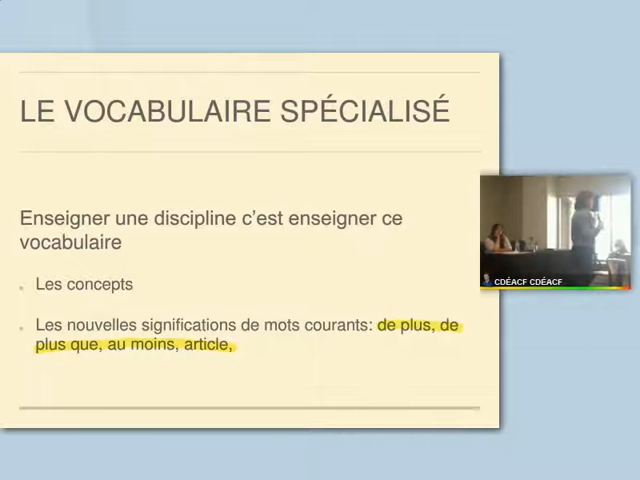 LE VOCABULAIRE SPÉCIALISÉ
Enseigner une discipline c’est enseigner ce
vocabulaire
Les concepts
Les nouvelles significations de mots courants: de plus, de
plus que, au moins, article,
CDÉACF CDÉACF